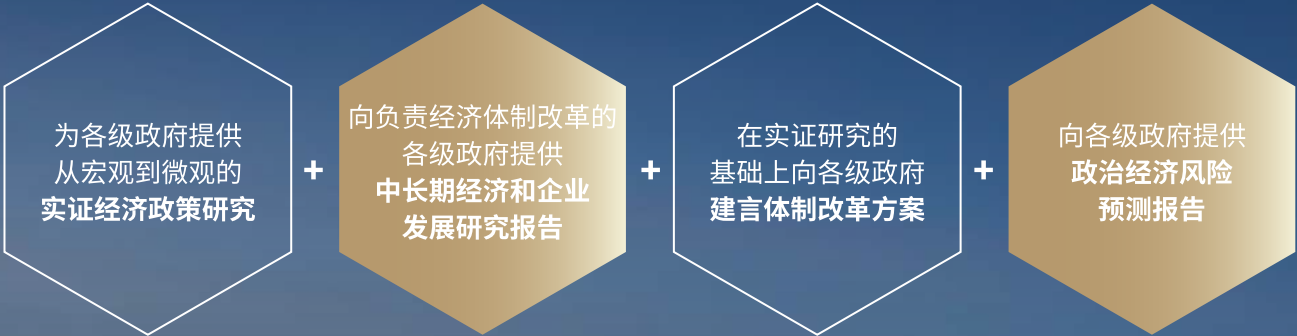 为各级政府提供
从宏观到微观的
实证经济政策研究
+
向负责经济体制改革的
各级政府提供
中长期经济和企业
发展研究报告
+
在实证研究的
基础上向各级政府
建言体制改革方案
+
向各级政府提供
政治经济风险
预测报告